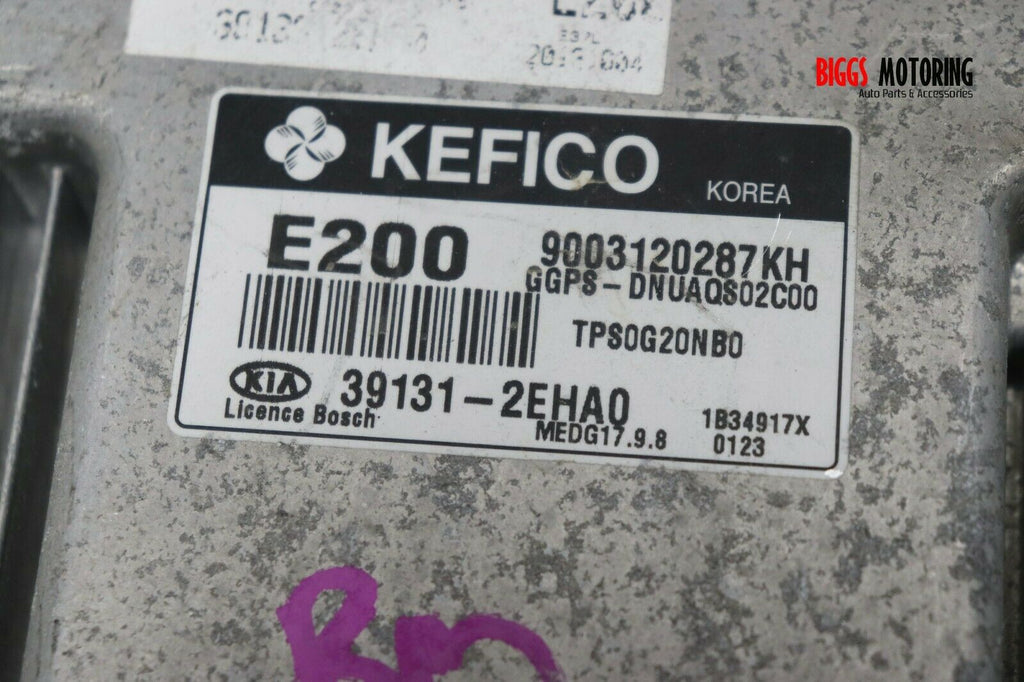 BIGGS MOTORING
Auto Parts & Accessories
KEFICO
KOREA
E200
9003120287KH
GGPS-DNUAQS02C00
TPS0G20NB0
KIA
39131-2EHA0
Licence Bosch
MEDG17.9.8
1B34917X
0123